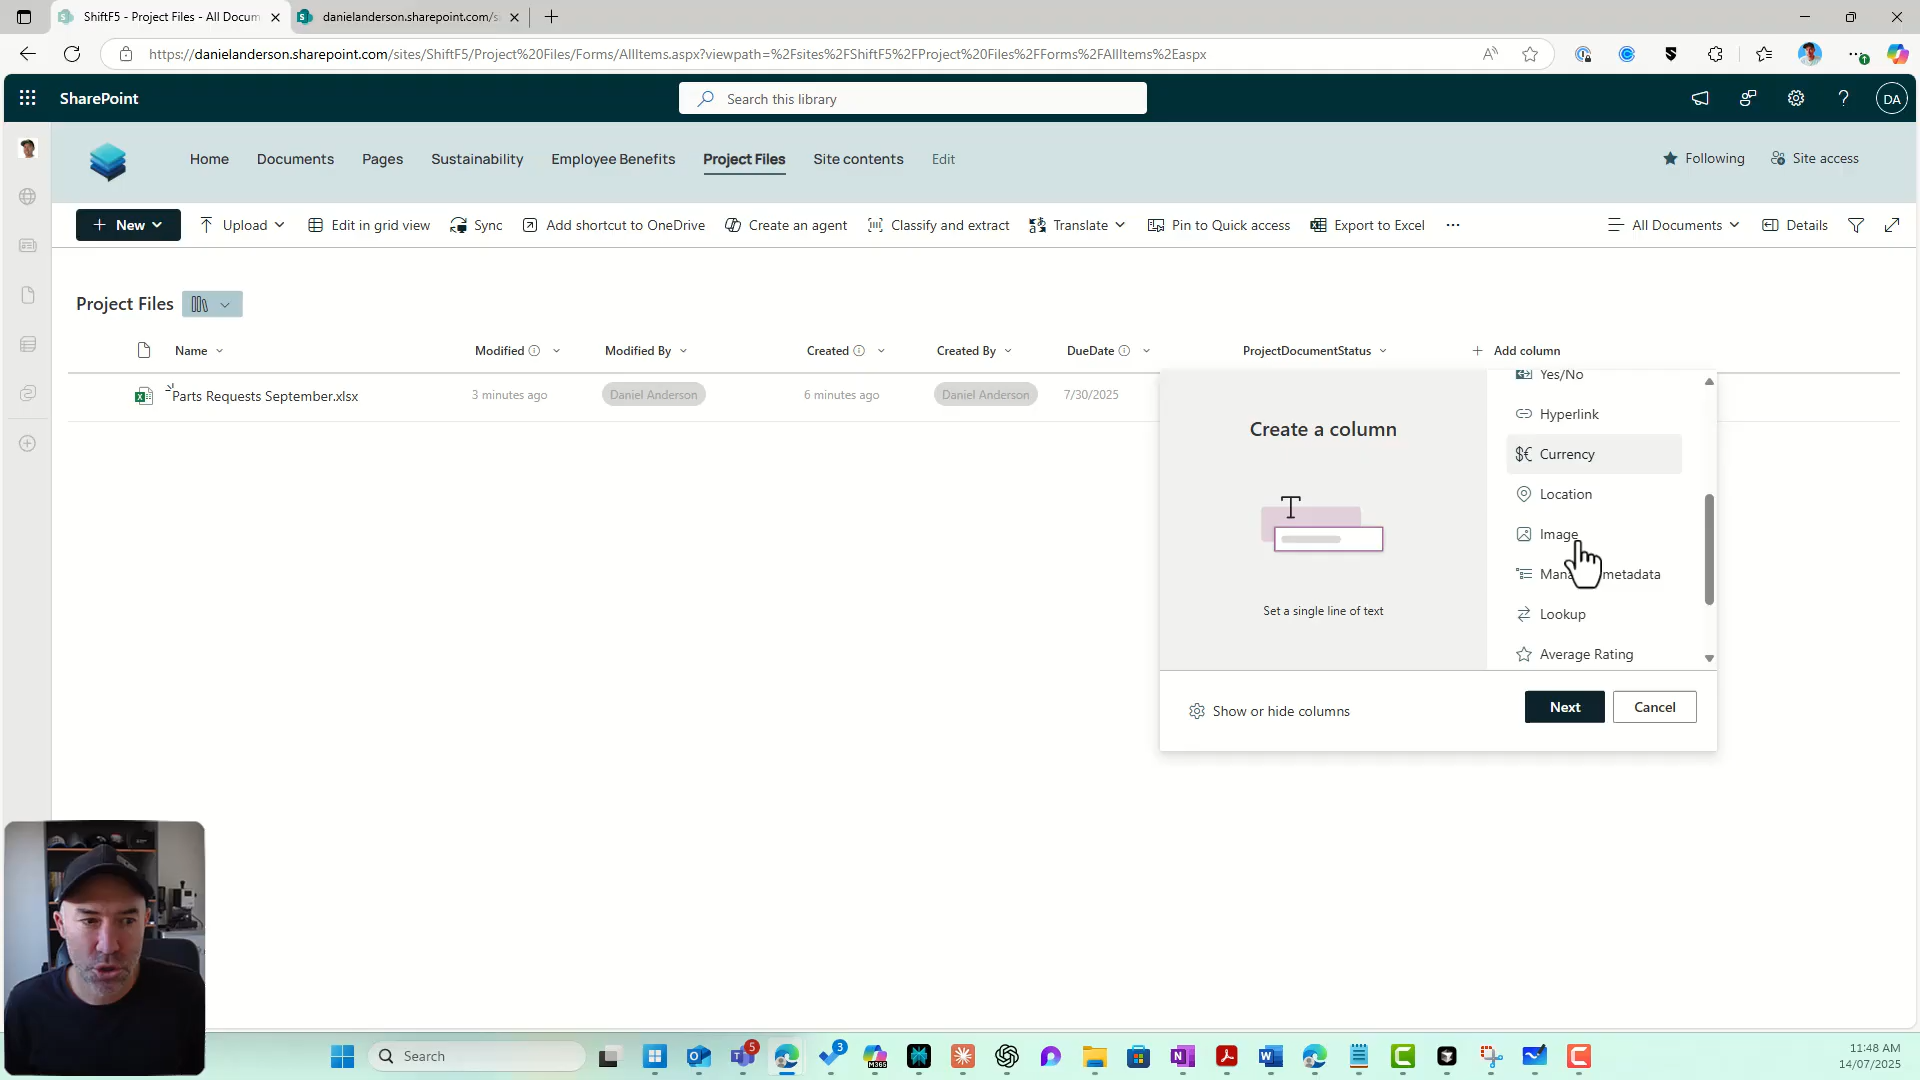 ShiftF5 - Project Files - All Docum
danielanderson.sharepoint.com/s
https://danielanderson.sharepoint.com/sites/ShiftF5/Project%20Files/Forms/AllItems.aspx?viewpath=%2Fsites%2FShiftF5%2FProject%20Files%2FForms%2FAllItems%2Easpx
SharePoint
Search this library
DA
Home
Documents
Pages
Sustainability
Employee Benefits
Project Files
Site contents
Edit
Following
Site access
New
Upload
Edit in grid view
Sync
Add shortcut to OneDrive
Create an agent
Classify and extract
Translate
Pin to Quick access
Export to Excel
All Documents
Details
Project Files
Name
Modified
Modified By
Created
Created By
DueDate
ProjectDocumentStatus
Add column
Parts Requests September.xlsx
3 minutes ago
Daniel Anderson
6 minutes ago
Daniel Anderson
7/30/2025
Create a column
Set a single line of text
Yes/No
Hyperlink
Currency
Location
Image
metadata
Lookup
Average Rating
Show or hide columns
Next
Cancel
Search
5
3
M365
11:48 AM
14/07/2025